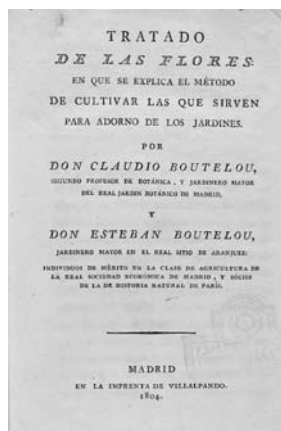 TRATADO
DE LAS FLORES:
EN QUE SE EXPLICA EL MÉTODO
DE CULTIVAR LAS QUE SIRVEN
PARA ADORNO DE LOS JARDINES.
POR
DON CLAUDIO BOUTELOU,
SEGUNDO PROFESOR DE BOTÁNICA, Y JARDINERO MAYOR
DEL REAL JARDIN BOTÁNICO DE MADRID,
Y
DON ESTEBAN BOUTELOU,
JARDINERO MAYOR EN EL REAL SITIO DE ARANJUEZ:
INDIVIDUOS DE MÉRITO EN LA CLASE DE AGRICULTURA DE
LA REAL SOCIEDAD ECONÓMICA DE MADRID, Y SÓCIOS
DE LA DE HISTORIA NATURAL DE PARÍS.
MADRID
EN LA IMPRENTA DE VILLALPANDO.
1804.